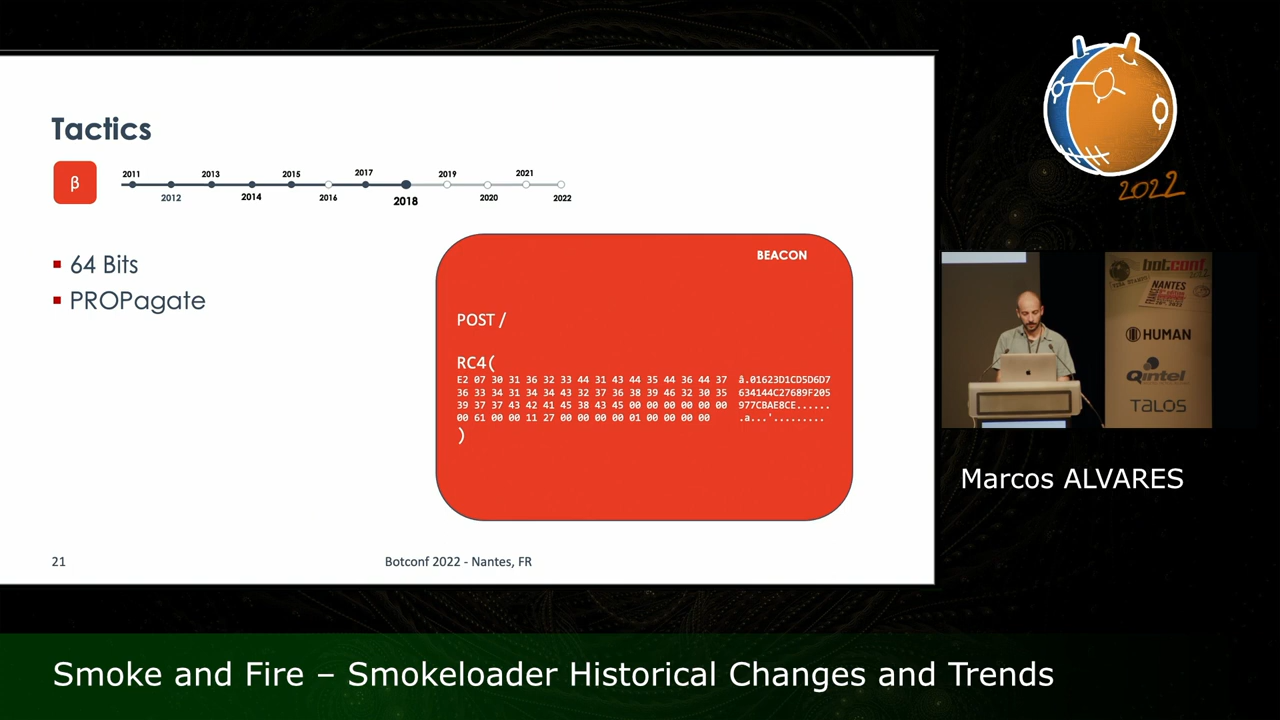 Tactics
β
2011
2013
2015
2017
2019
2021
2012
2014
2016
2018
2020
2022
64 Bits
PROPagate
BEACON
POST /
RC4(
E2 07 30 31 36 32 33 44 31 43 44 35 44 36 44 37 â.01623D1CD5D6D7
36 33 34 31 34 34 43 32 37 36 38 39 46 32 30 35 634144C27689F205
39 37 37 43 42 41 45 38 43 45 00 00 00 00 00 00 977CBAE8CE......
00 61 00 00 11 27 00 00 00 00 01 00 00 00 00 .a...'.........
)
21
Botconf 2022 - Nantes, FR
2022
botconf
NANTES
HUMAN
Qintel
TALOS
Marcos ALVARES
Smoke and Fire – Smokeloader Historical Changes and Trends